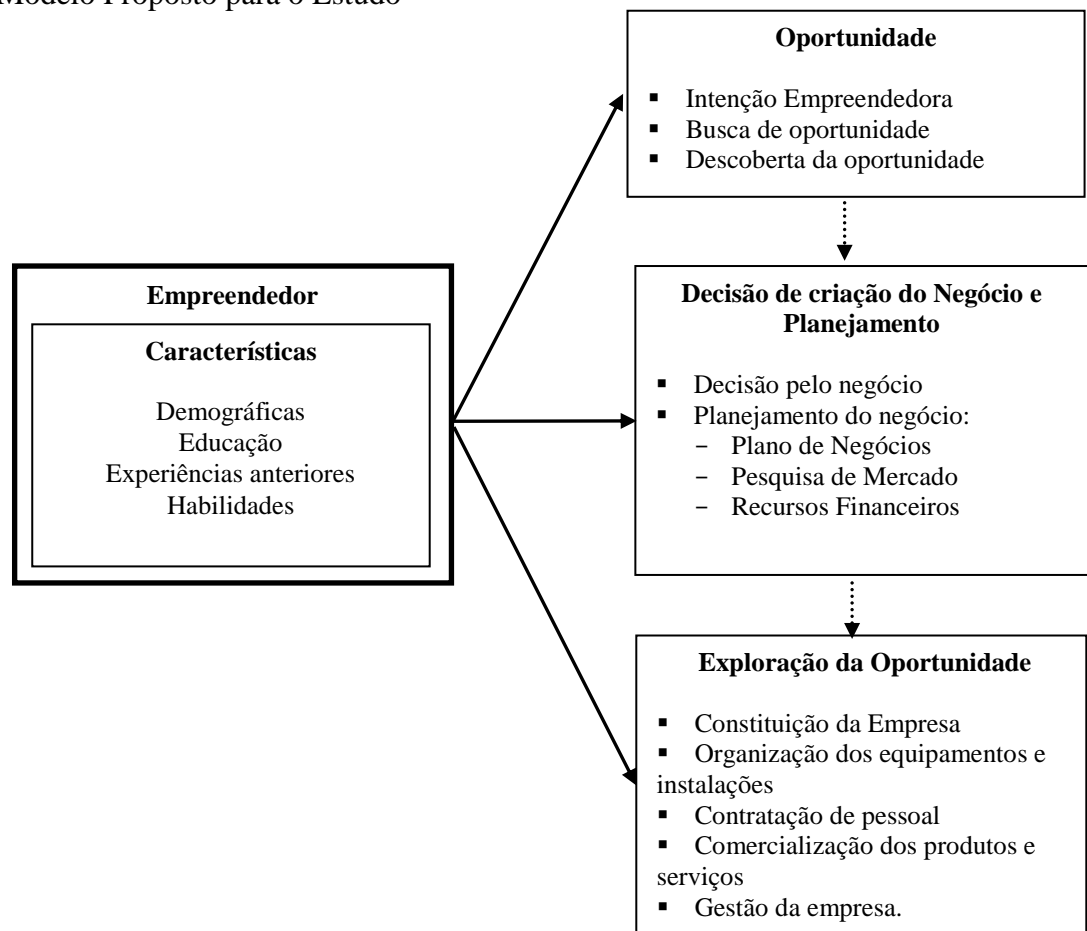 Modelo Proposto para o Estudo
Oportunidade
▪ Intenção Empreendedora
▪ Busca de oportunidade
▪ Descoberta da oportunidade
Empreendedor
Características
Demográficas
Educação
Experiências anteriores
Habilidades
Decisão de criação do Negócio e
Planejamento
▪ Decisão pelo negócio
▪ Planejamento do negócio:
− Plano de Negócios
− Pesquisa de Mercado
− Recursos Financeiros
Exploração da Oportunidade
▪ Constituição da Empresa
▪ Organização dos equipamentos e
instalações
▪ Contratação de pessoal
▪ Comercialização dos produtos e
serviços
▪ Gestão da empresa.